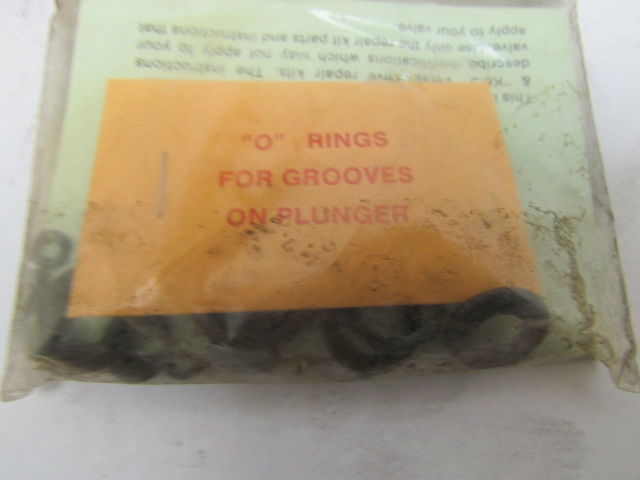 "O" RINGS
FOR GROOVES
ON PLUNGER
This
& "K&J" repair kits. The instructions
describe modifications which may not apply to your
valve. Use only the repair kit parts and instructions that
apply to your valve.